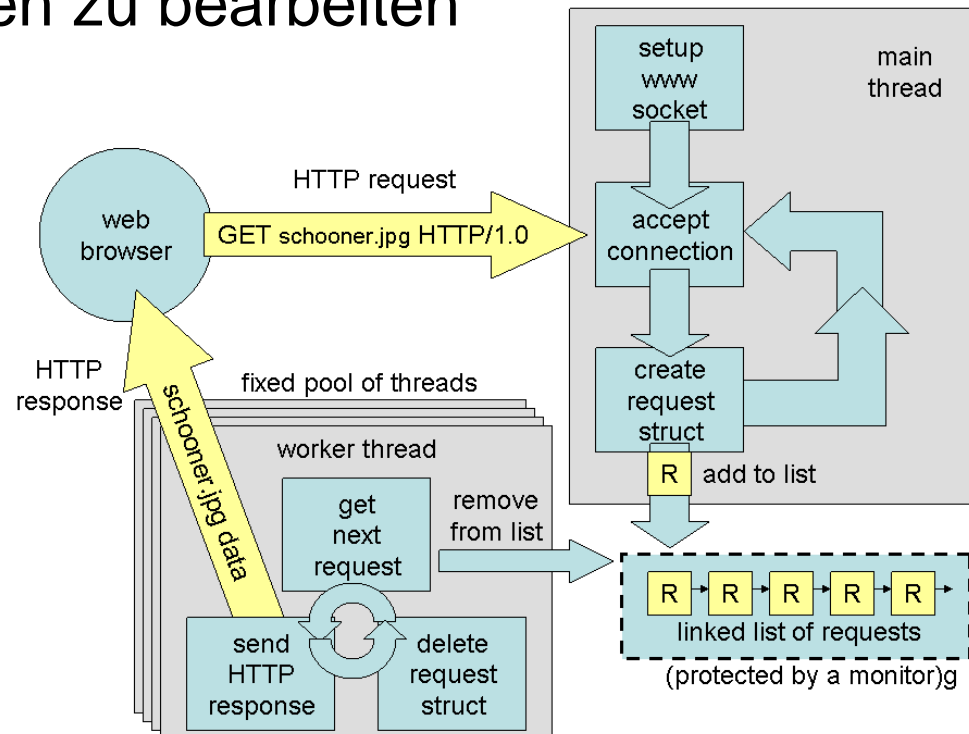 en zu bearbeiten
setup
www
socket
main
thread
HTTP request
web
browser
GET schooner.jpg HTTP/1.0
accept
connection
HTTP
response
schooner.jpg data
fixed pool of threads
create
request
struct
worker thread
R
add to list
get
next
request
remove
from list
R R R R R
linked list of requests
(protected by a monitor)g
send
HTTP
response
delete
request
struct